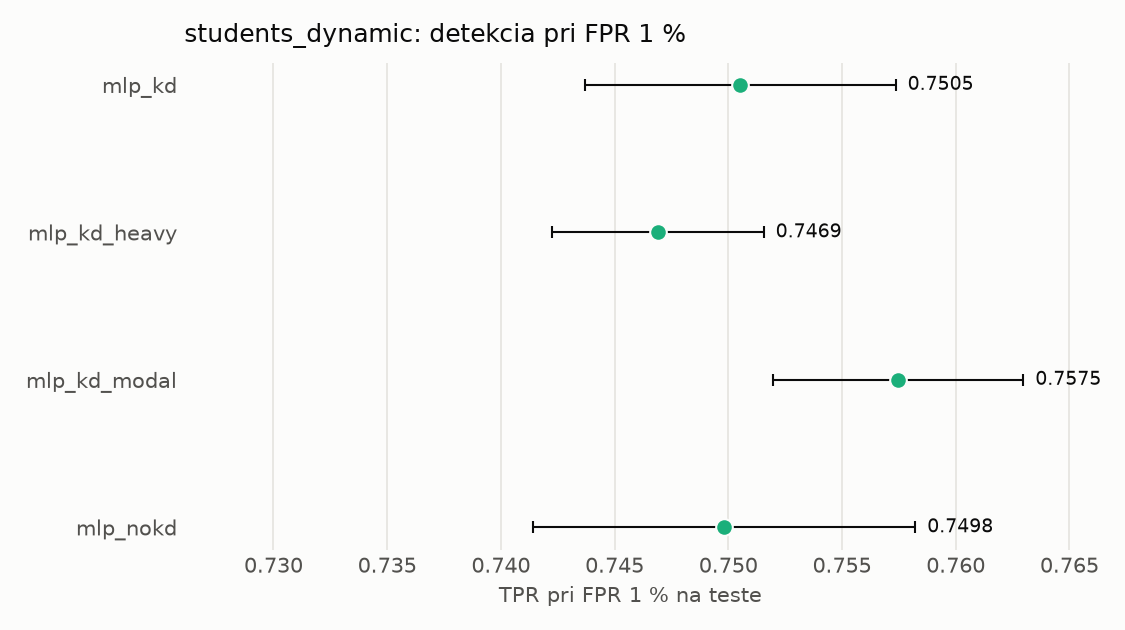 students_dynamic: detekcia pri FPR 1 %
mlp_kd
0.7505
mlp_kd_heavy
0.7469
mlp_kd_modal
0.7575
mlp_nokd
0.7498
0.730 0.735 0.740 0.745 0.750 0.755 0.760 0.765
TPR pri FPR 1 % na teste